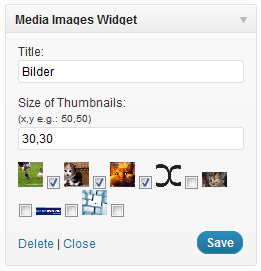 Media Images Widget
Title:
Bilder
Size of Thumbnails:
(x,y e.g.: 50,50)
30,30
Delete | Close
Save